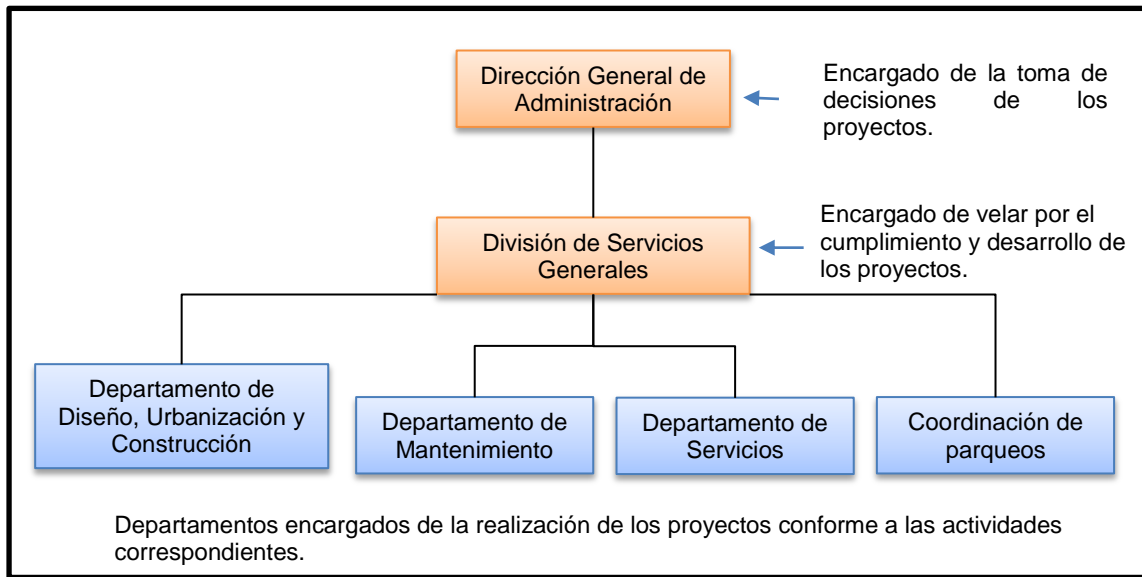 Dirección General de
Administración
Encargado de la toma de
decisiones de los
proyectos.
División de Servicios
Generales
Encargado de velar por el
cumplimiento y desarrollo de
los proyectos.
Departamento de
Diseño, Urbanización y
Construcción
Departamento de
Mantenimiento
Departamento de
Servicios
Coordinación de
parqueos
Departamentos encargados de la realización de los proyectos conforme a las actividades
correspondientes.